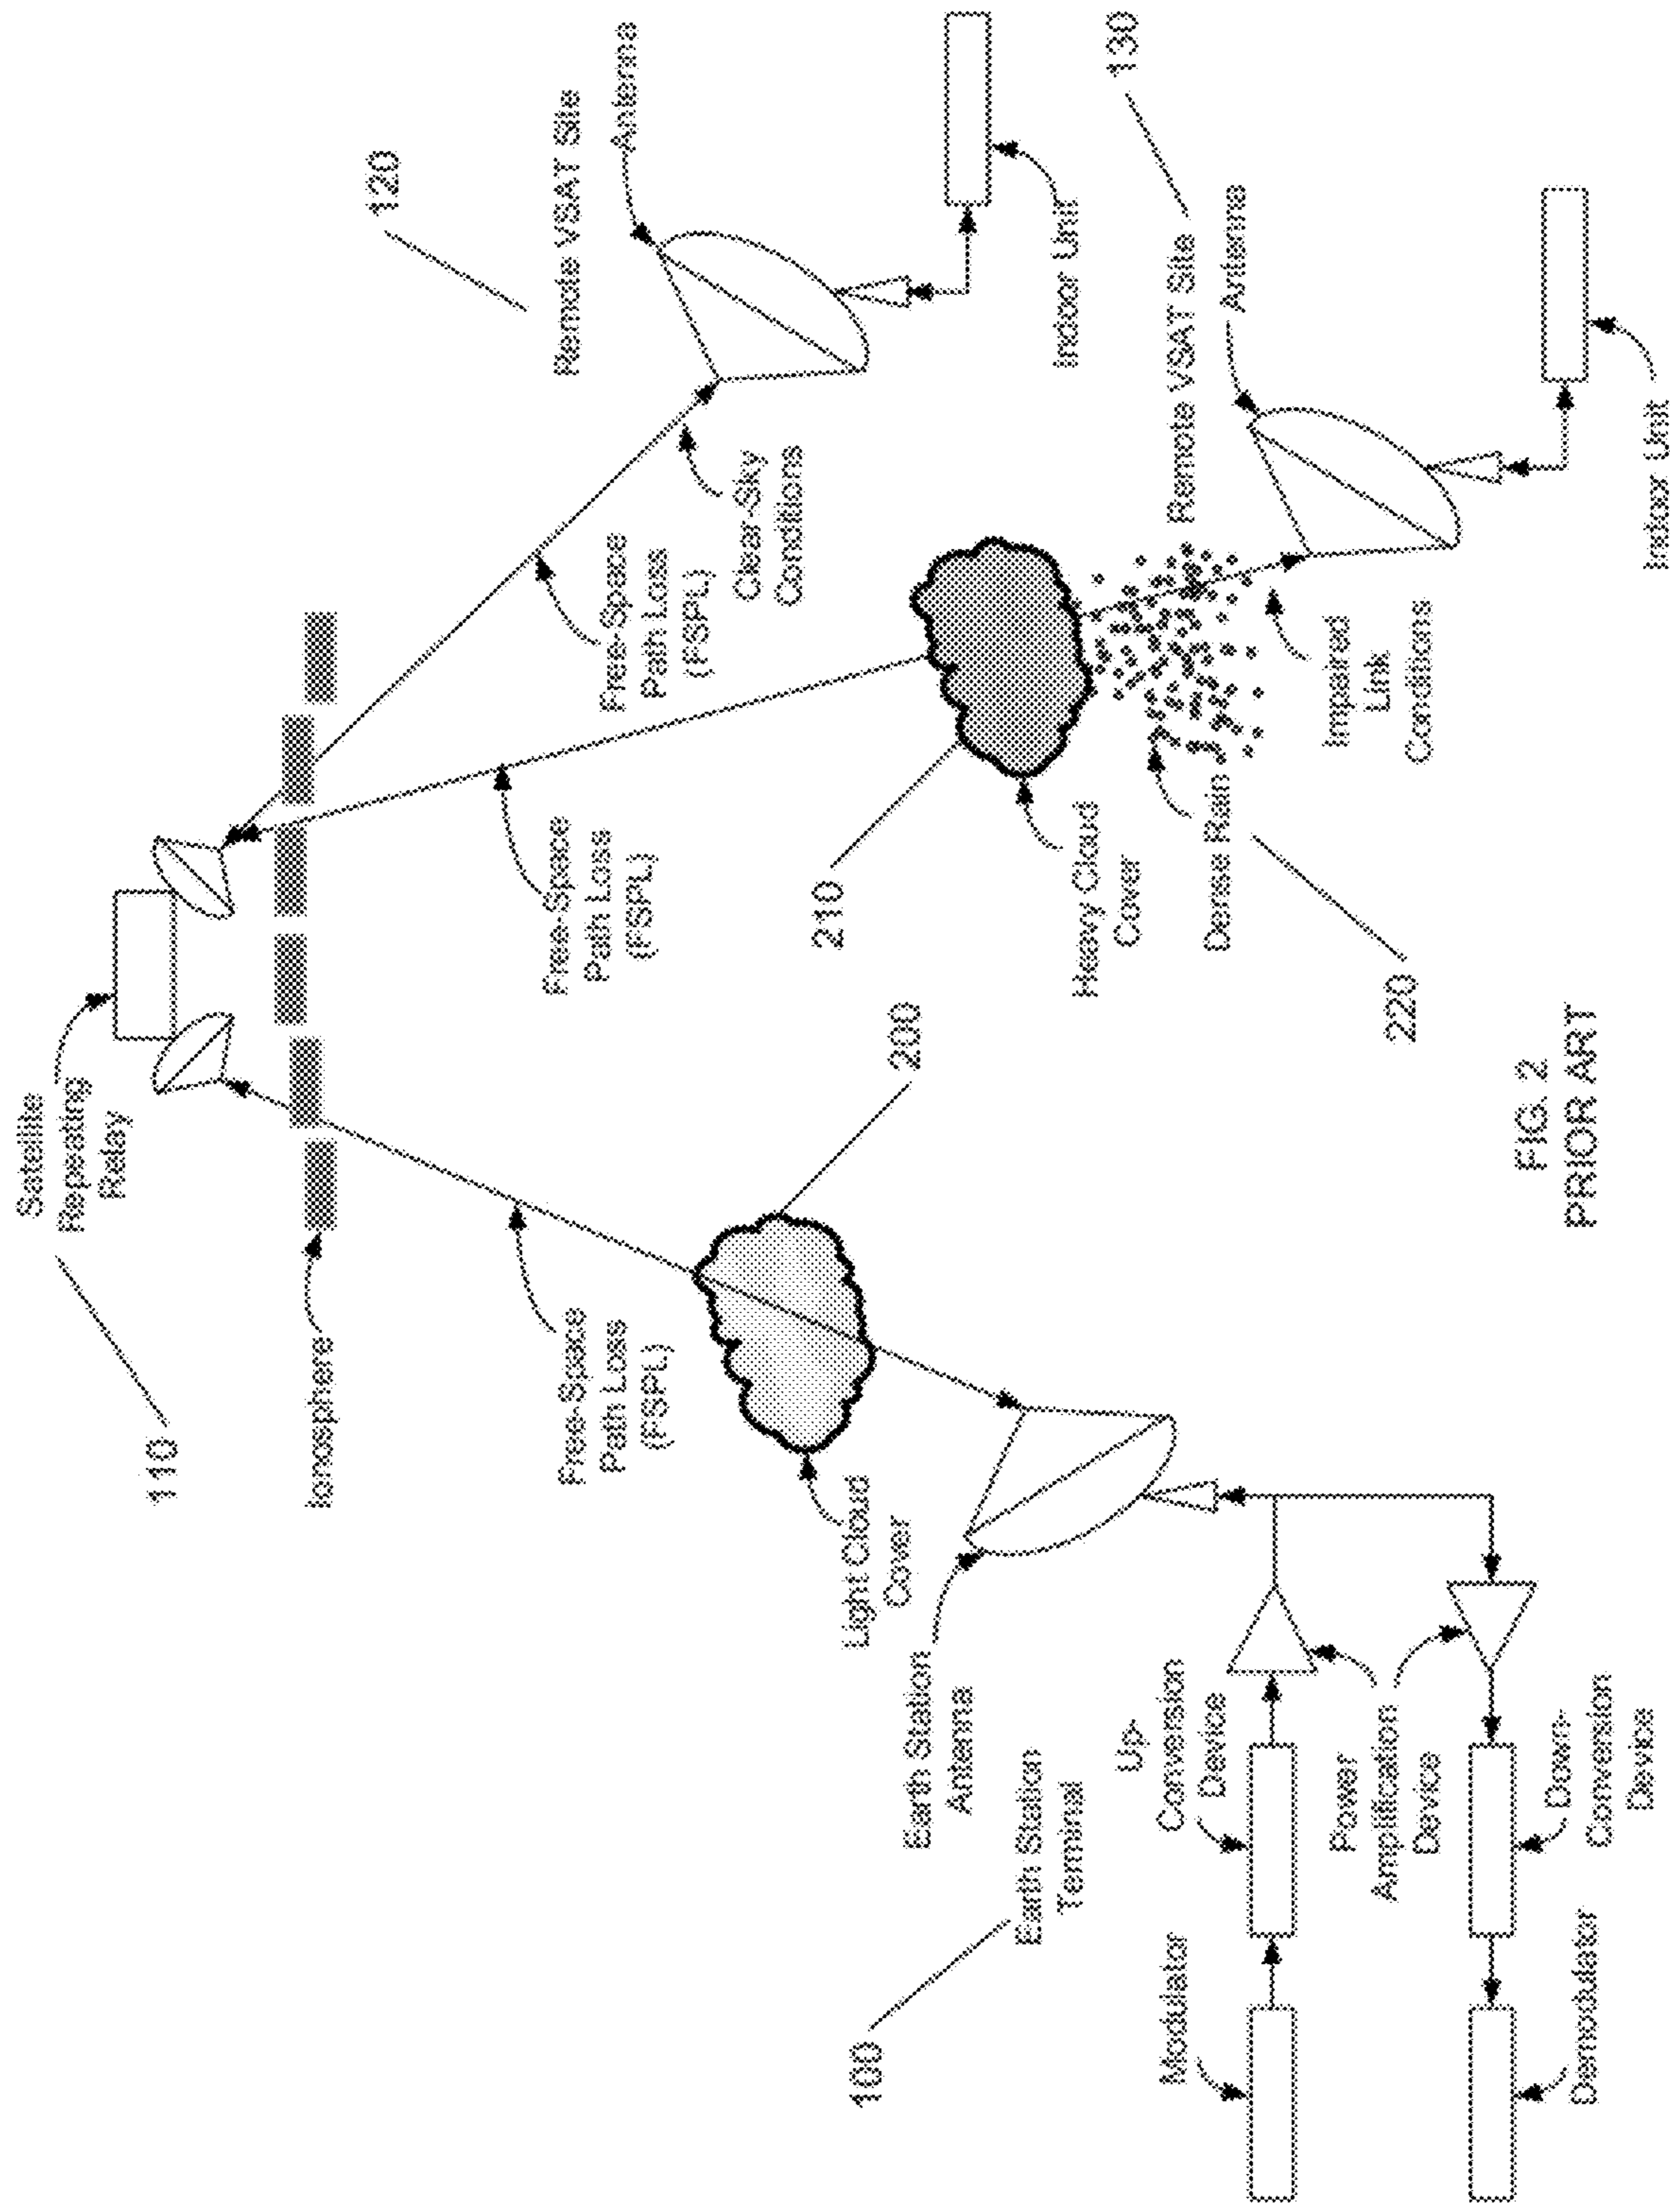 Satellite
Repeating
Relay
110
Ionosphere
Free-Space
Path Loss
(FSPL)
Light Cloud
Cover
200
Earth Station
Antenna
100
Earth Station
Terminal
Modulator
Up-
Conversion
Device
Power
Amplification
Device
Demodulator
Down-
Conversion
Device
Free-Space
Path Loss
(FSPL)
210
Heavy Cloud
Cover
Dense Rain
220
Free-Space
Path Loss
(FSPL)
Clear-Sky
Conditions
120
Remote VSAT Site
Antenna
Indoor Unit
130
Remote VSAT Site
Antenna
Impaired
Link
Conditions
Indoor Unit
FIG. 2
PRIOR ART